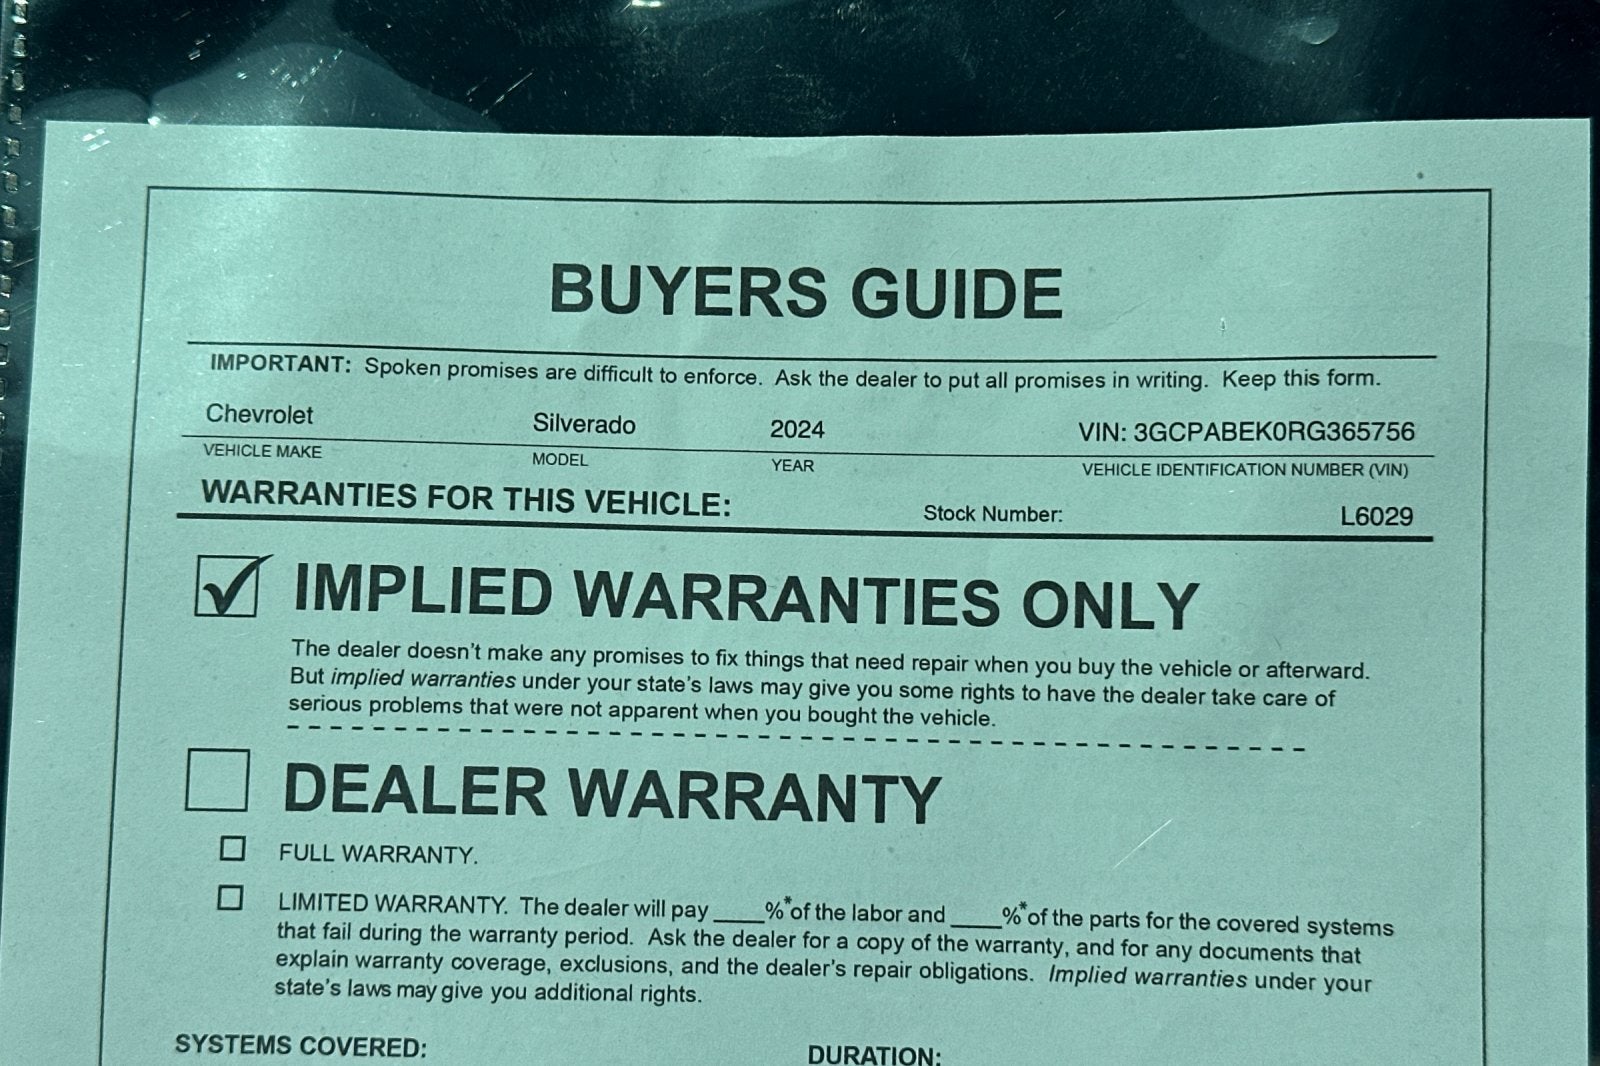 BUYERS GUIDE
IMPORTANT: Spoken promises are difficult to enforce. Ask the dealer to put all promises in writing. Keep this form.
Chevrolet Silverado 2024 VIN: 3GCPABEK0RG365756
VEHICLE MAKE MODEL YEAR VEHICLE IDENTIFICATION NUMBER (VIN)
WARRANTIES FOR THIS VEHICLE: Stock Number: L6029
IMPLIED WARRANTIES ONLY
The dealer doesn't make any promises to fix things that need repair when you buy the vehicle or afterward.
But implied warranties under your state's laws may give you some rights to have the dealer take care of
serious problems that were not apparent when you bought the vehicle.
DEALER WARRANTY
FULL WARRANTY.
LIMITED WARRANTY. The dealer will pay ____%*of the labor and ____%*of the parts for the covered systems
that fail during the warranty period. Ask the dealer for a copy of the warranty, and for any documents that
explain warranty coverage, exclusions, and the dealer's repair obligations. Implied warranties under your
state's laws may give you additional rights.
SYSTEMS COVERED: DURATION: